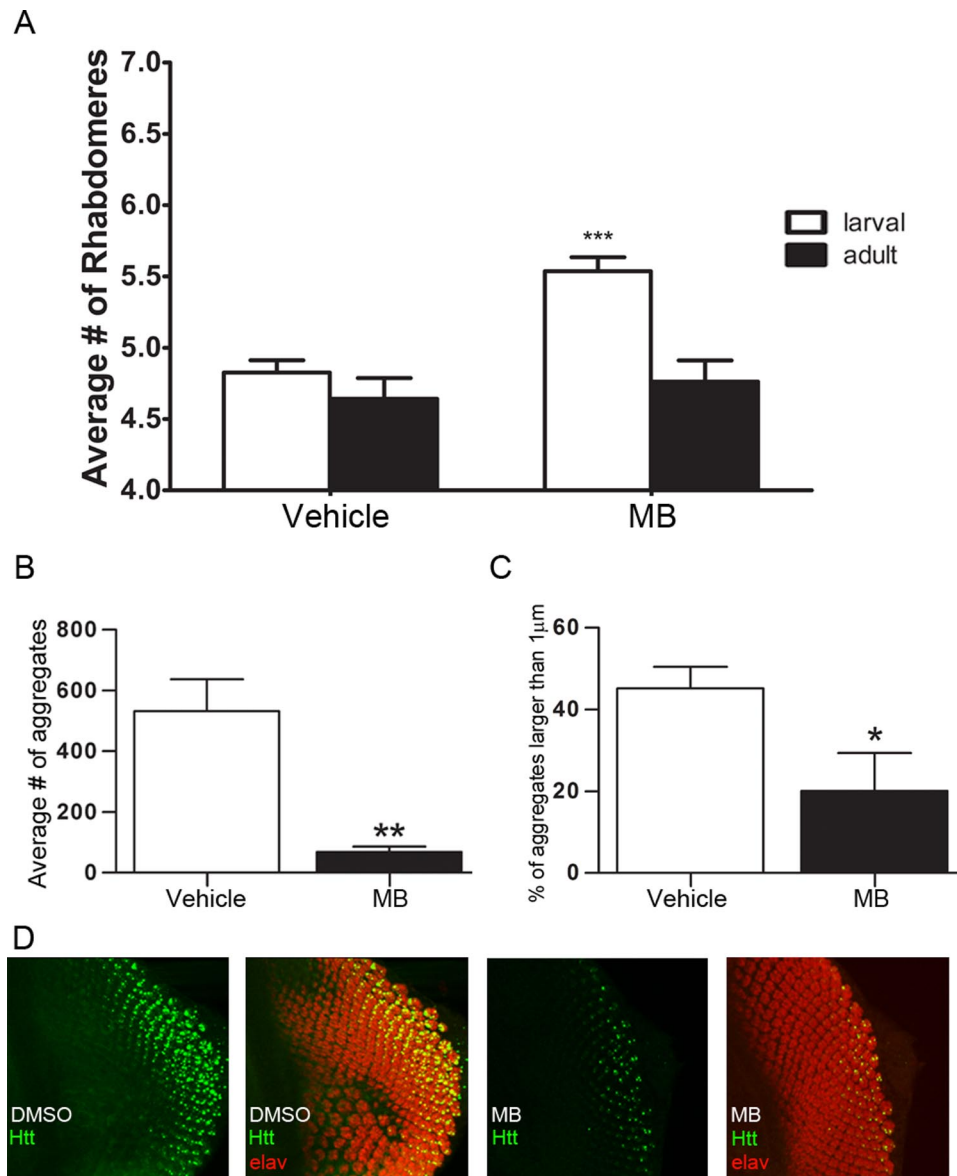 A
Average # of Rhabdomeres
7.0
6.5
6.0
5.5
5.0
4.5
4.0
***
larval
adult
Vehicle
MB
B
Average # of aggregates
800
600
400
200
0
**
Vehicle
MB
C
% of aggregates larger than 1μm
60
40
20
0
*
Vehicle
MB
D
DMSO
Htt
DMSO
Htt
elav
MB
Htt
MB
Htt
elav